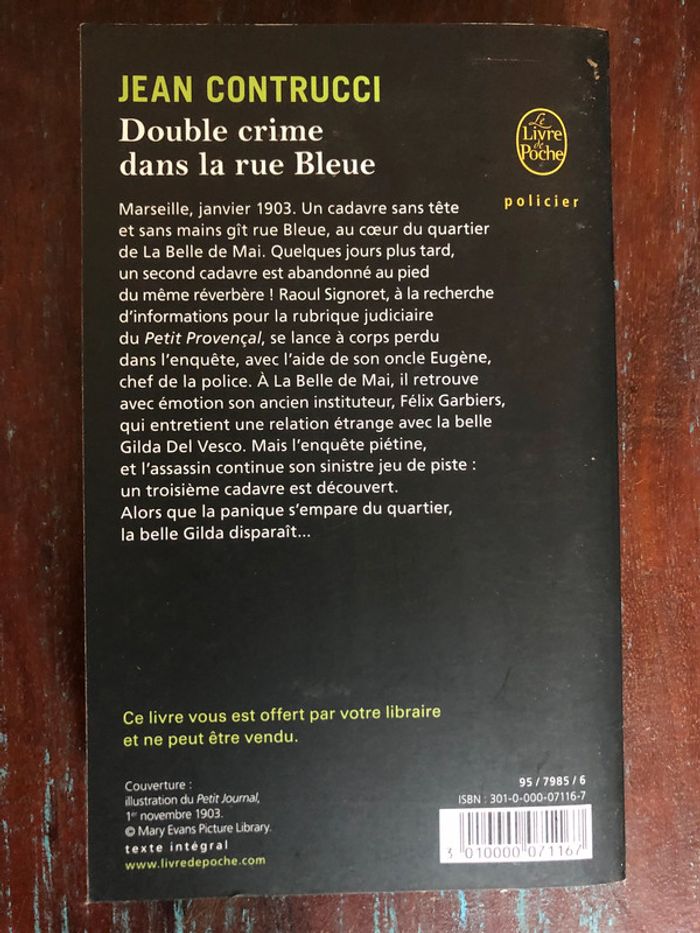 JEAN CONTRUCCI
Double crime
dans la rue Bleue
Le
Livre
de
Poche
policier
Marseille, janvier 1903. Un cadavre sans tête
et sans mains gît rue Bleue, au cœur du quartier
de La Belle de Mai. Quelques jours plus tard,
un second cadavre est abandonné au pied
du même réverbère ! Raoul Signoret, à la recherche
d'informations pour la rubrique judiciaire
du Petit Provençal, se lance à corps perdu
dans l'enquête, avec l'aide de son oncle Eugène,
chef de la police. À La Belle de Mai, il retrouve
avec émotion son ancien instituteur, Félix Garbiers,
qui entretient une relation étrange avec la belle
Gilda Del Vesco. Mais l'enquête piétine,
et l'assassin continue son sinistre jeu de piste :
un troisième cadavre est découvert.
Alors que la panique s'empare du quartier,
la belle Gilda disparaît...
Ce livre vous est offert par votre libraire
et ne peut être vendu.
Couverture :
illustration du Petit Journal,
1er novembre 1903.
© Mary Evans Picture Library.
texte intégral
www.livredepoche.com
95 / 7985 / 6
ISBN : 301-0-000-07116-7
3 010000 071167